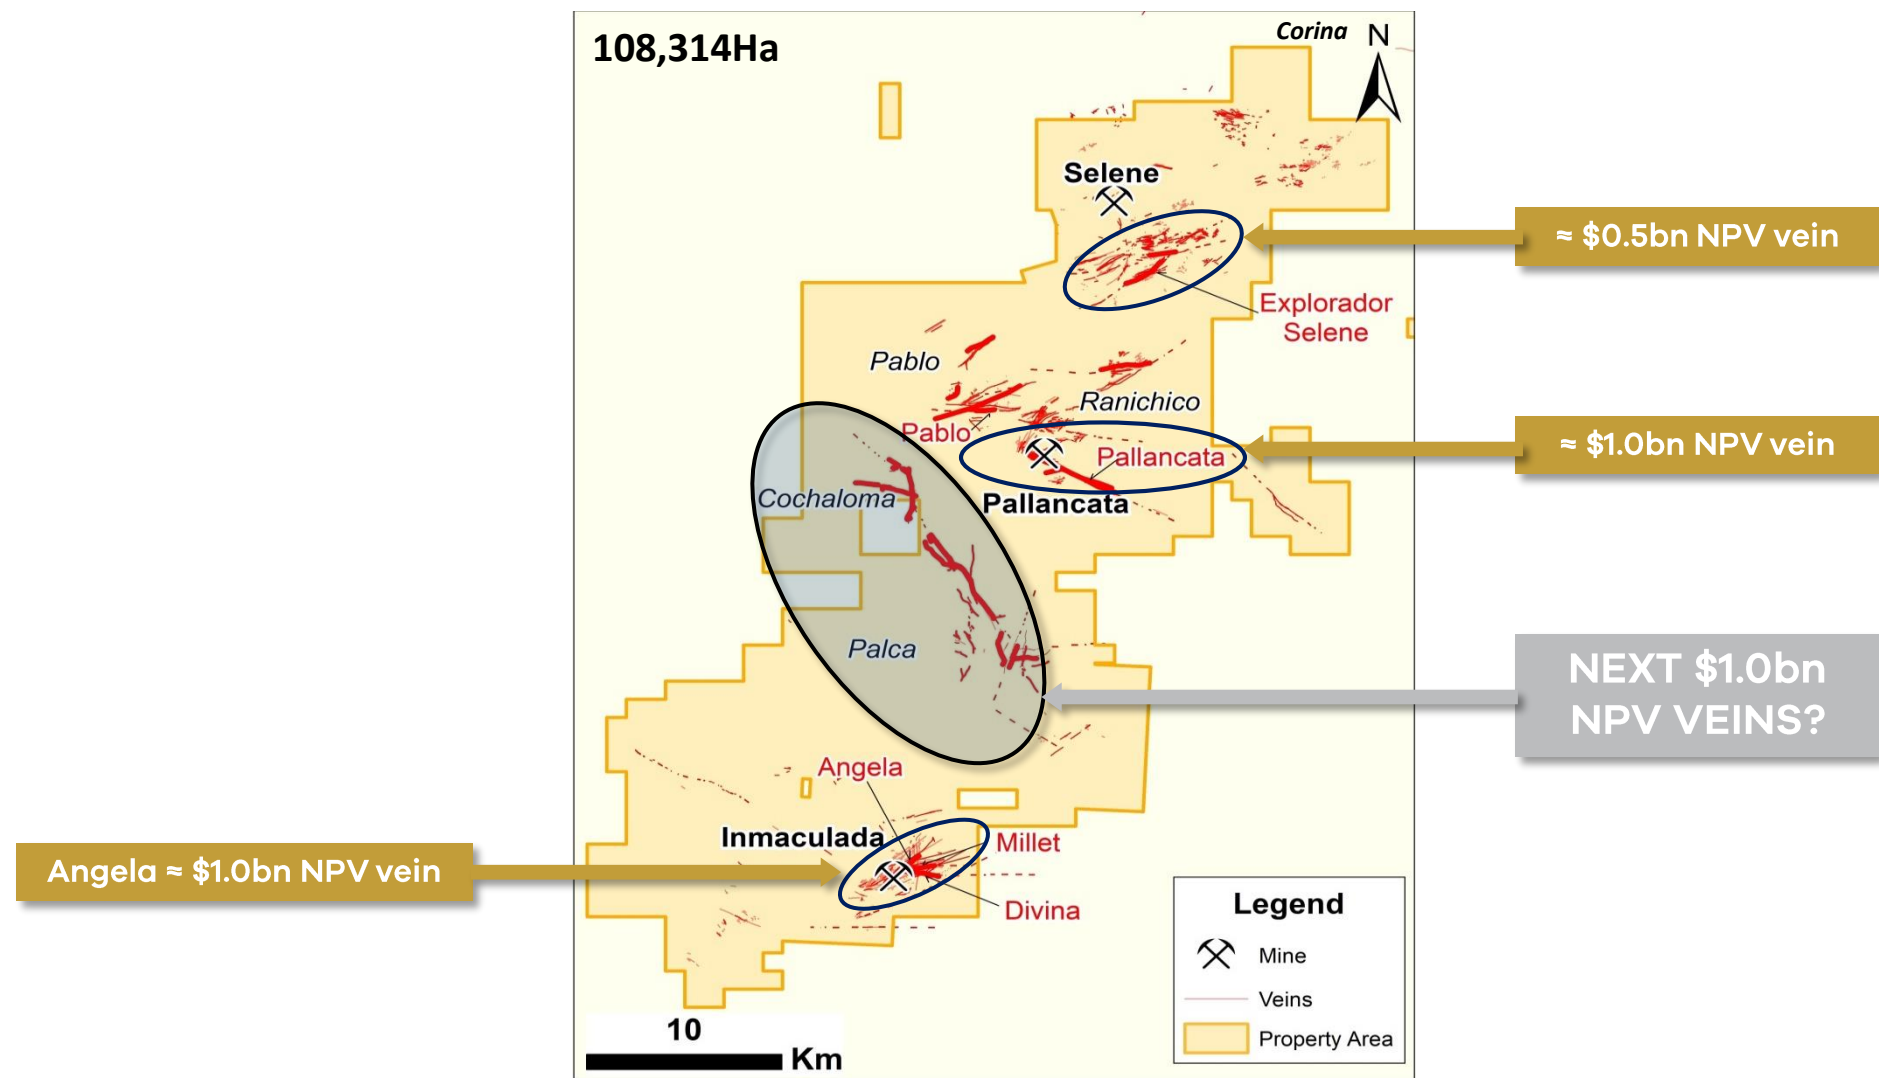 108,314Ha
Corina
N
Selene
≈ $0.5bn NPV vein
Explorador
Selene
Pablo
Ranichico
Pablo
Pallancata
≈ $1.0bn NPV vein
Cochaloma
Pallancata
Palca
NEXT $1.0bn
NPV VEINS?
Angela
Inmaculada
Millet
Angela ≈ $1.0bn NPV vein
Divina
Legend
Mine
Veins
Property Area
10
Km